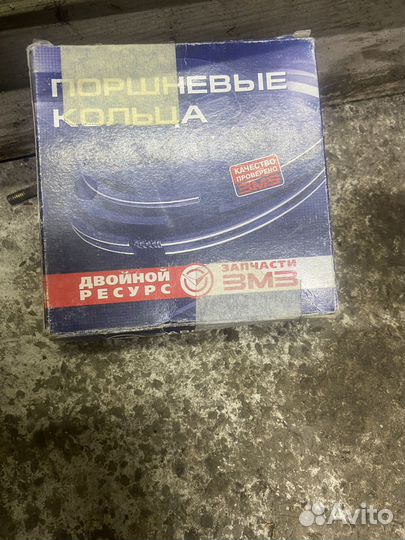 ПОРШНЕВЫЕ
КОЛЬЦА
КАЧЕСТВО
ПРОВЕРЕНО
ЗМЗ
ДВОЙНОЙ
РЕСУРС
ЗАПЧАСТИ
ЗМЗ
Avito